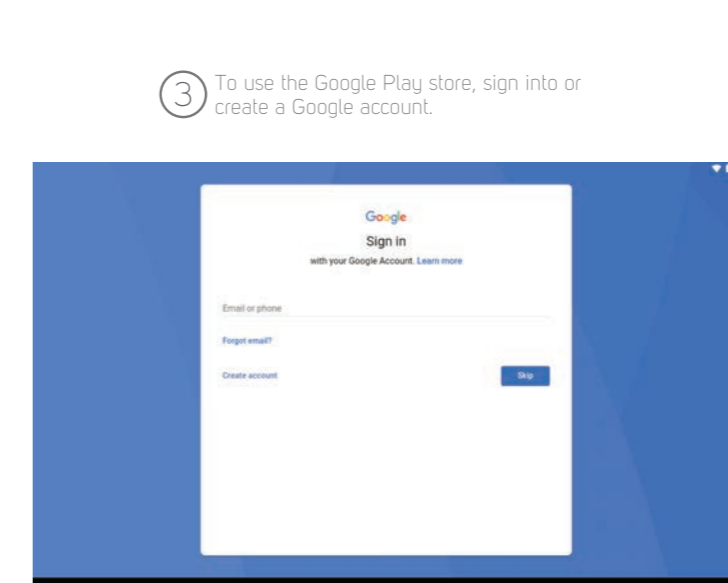 3
To use the Google Play store, sign into or
create a Google account.
Google
Sign in
with your Google Account. Learn more
Email or phone
Forgot email?
Create account
Skip